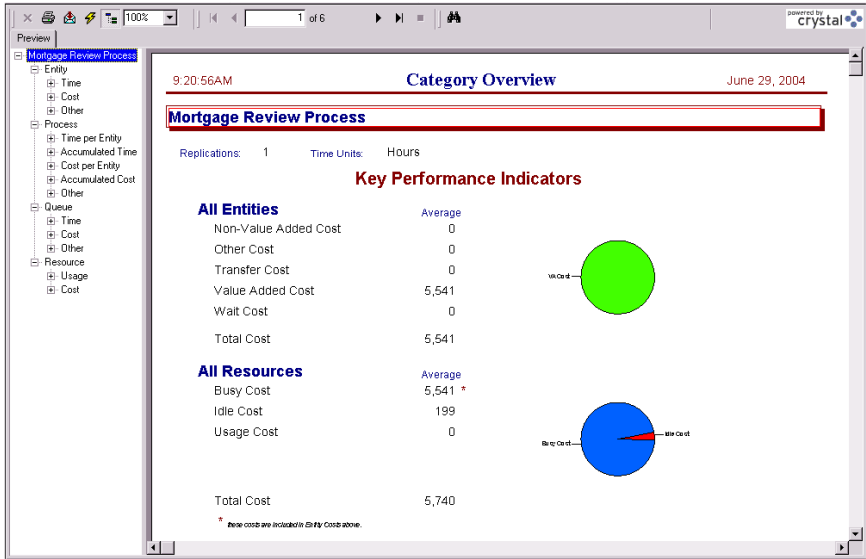 100%
1 of 6
powered by
crystal
Preview
Mortgage Review Process
Entity
Time
Cost
Other
Process
Time per Entity
Accumulated Time
Cost per Entity
Accumulated Cost
Other
Queue
Time
Cost
Other
Resource
Usage
Cost
9:20:56AM Category Overview June 29, 2004
Mortgage Review Process
Replications: 1 Time Units: Hours
Key Performance Indicators
All Entities Average
Non-Value Added Cost 0
Other Cost 0
Transfer Cost 0
Value Added Cost 5,541
Wait Cost 0
Total Cost 5,541
VA Cost
All Resources Average
Busy Cost 5,541 *
Idle Cost 199
Usage Cost 0
Busy Cost
Idle Cost
Total Cost 5,740
* these costs are included in Entity Costs above.